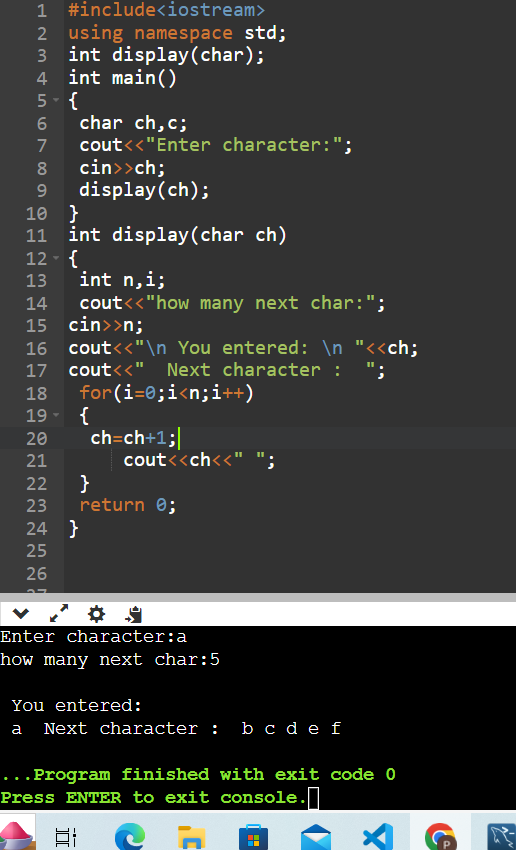 1 #include<iostream>
2 using namespace std;
3 int display(char);
4 int main()
5 {
6 char ch,c;
7 cout<<"Enter character:";
8 cin>>ch;
9 display(ch);
10 }
11 int display(char ch)
12 {
13 int n,i;
14 cout<<"how many next char:";
15 cin>>n;
16 cout<<"\n You entered: \n "<<ch;
17 cout<<"  Next character :  ";
18 for(i=0;i<n;i++)
19 {
20 ch=ch+1;
21 cout<<ch<<" ";
22 }
23 return 0;
24 }
25
26
27
Enter character:a
how many next char:5
You entered:
a  Next character :  b c d e f
...Program finished with exit code 0
Press ENTER to exit console.
P